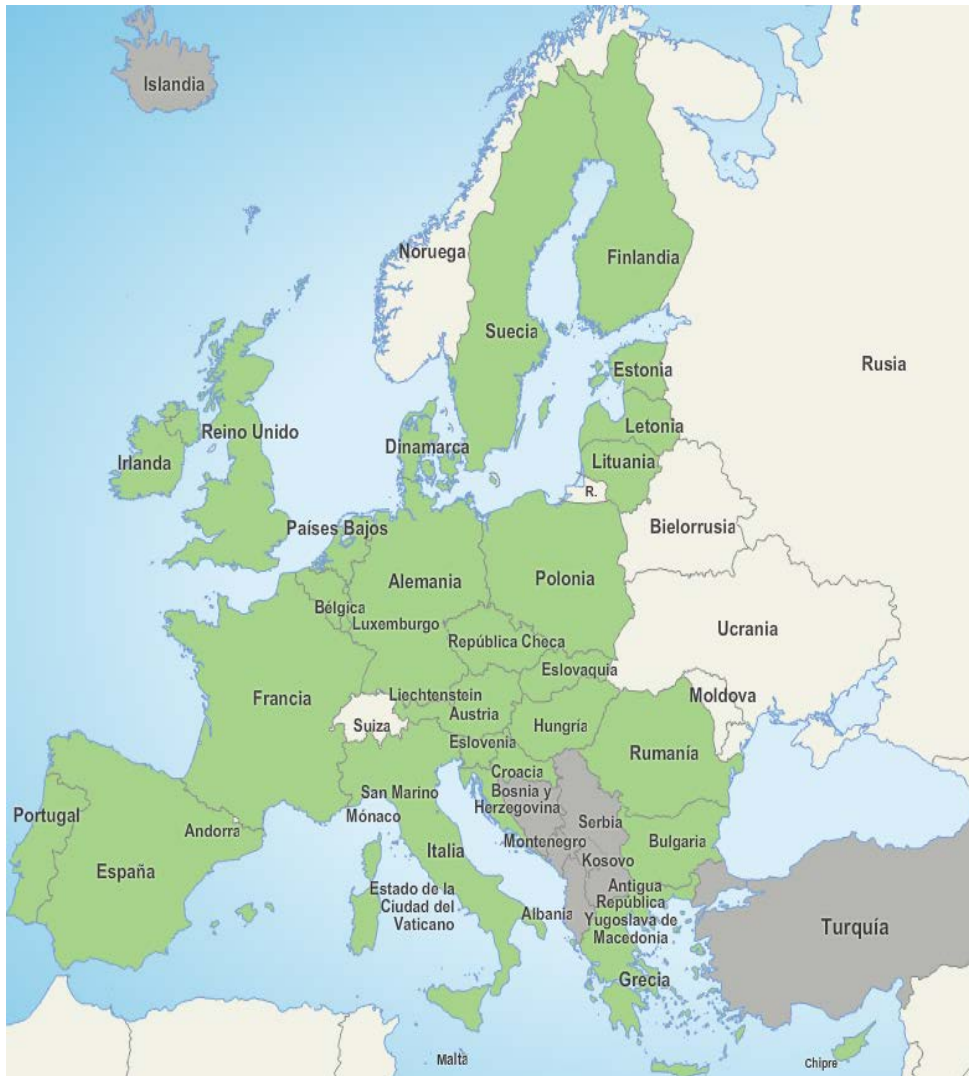 Islandia
Noruega
Finlandia
Suecia
Rusia
Estonia
Letonia
Reino Unido
Dinamarca
Irlanda
Lituania
R.
Países Bajos
Bielorrusia
Alemania
Polonia
Bélgica
Luxemburgo
Ucrania
República Checa
Eslovaquia
Francia
Liechtenstein
Moldova
Austria
Suiza
Hungría
Eslovenia
Rumanía
Croacia
San Marino
Bosnia y
Herzegovina
Portugal
Mónaco
Serbia
Andorra
Montenegro
Bulgaria
Italia
Kosovo
España
Estado de la
Ciudad del
Vaticano
Antigua
República
Yugoslava de
Macedonia
Albania
Turquía
Grecia
Malta
Chipre